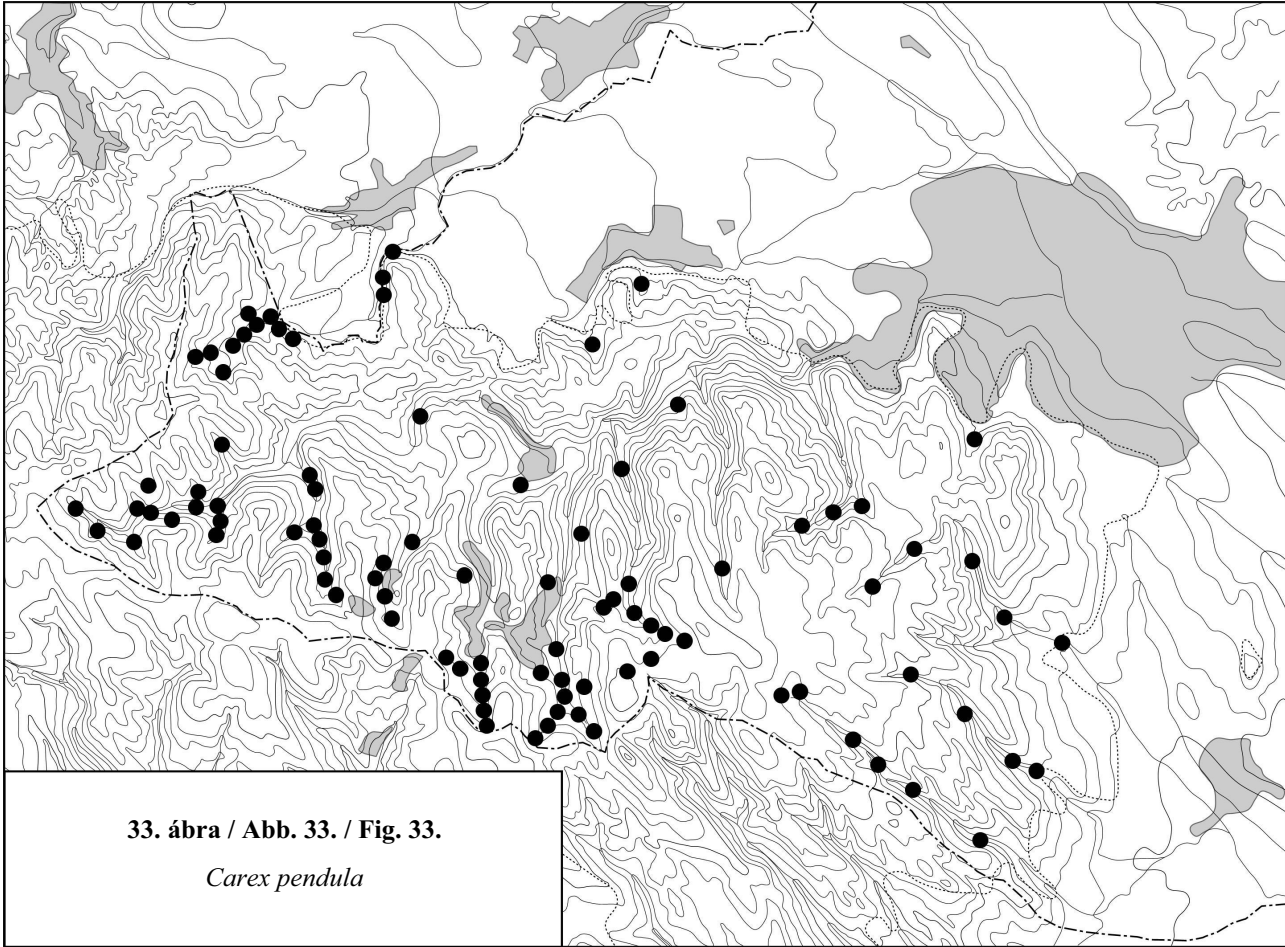 33. ábra / Abb. 33. / Fig. 33.
Carex pendula